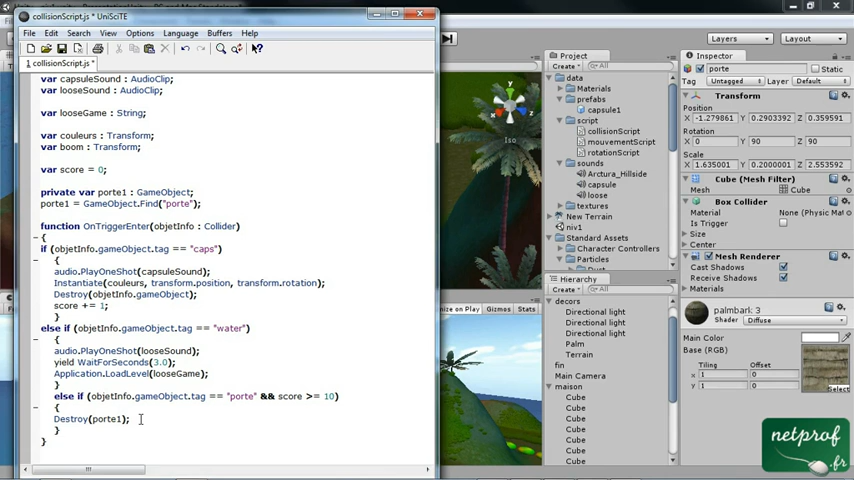 collisionScript.js * UniSciTE
File Edit Search View Options Language Buffers Help
1 collisionScript.js *
var capsuleSound : AudioClip;
var looseSound : AudioClip;
var looseGame : String;
var couleurs : Transform;
var boom : Transform;
var score = 0;
private var porte1 : GameObject;
porte1 = GameObject.Find("porte");
function OnTriggerEnter(objetInfo : Collider)
{
if (objetInfo.gameObject.tag == "caps")
{
audio.PlayOneShot(capsuleSound);
Instantiate(couleurs, transform.position, transform.rotation);
Destroy(objetInfo.gameObject);
score += 1;
}
else if (objetInfo.gameObject.tag == "water")
{
audio.PlayOneShot(looseSound);
yield WaitForSeconds(3.0);
Application.LoadLevel(looseGame);
}
else if (objetInfo.gameObject.tag == "porte" && score >= 10)
{
Destroy(porte1);
}
}
Iso
on Play Gizmos Stats
Layers Layout
Project
Create All
data
Materials
prefabs
capsule1
script
collisionScript
mouvementScript
rotationScript
sounds
Arctura_Hillside
capsule
loose
textures
New Terrain
niv1
Standard Assets
Character Controllers
Particles
Dust
Hierarchy
Create All
decors
Directional light
Directional light
Directional light
Palm
Terrain
fin
Main Camera
maison
Cube
Cube
Cube
Cube
Cube
Cube
Cube
Inspector
porte Static
Tag Untagged Layer Default
Transform
Position
X -1.279861 Y 0.2903392 Z 0.359591
Rotation
X 0 Y 90 Z 90
Scale
X 1.635001 Y 0.2000001 Z 2.553592
Cube (Mesh Filter)
Mesh Cube
Box Collider
Material None (Physic Mat
Is Trigger
Size
Center
Mesh Renderer
Cast Shadows
Receive Shadows
Materials
palmbark: 3
Shader Diffuse
Main Color
Base (RGB)
Tiling Offset
x 1 0
y 1 0
Select
netprof
.fr